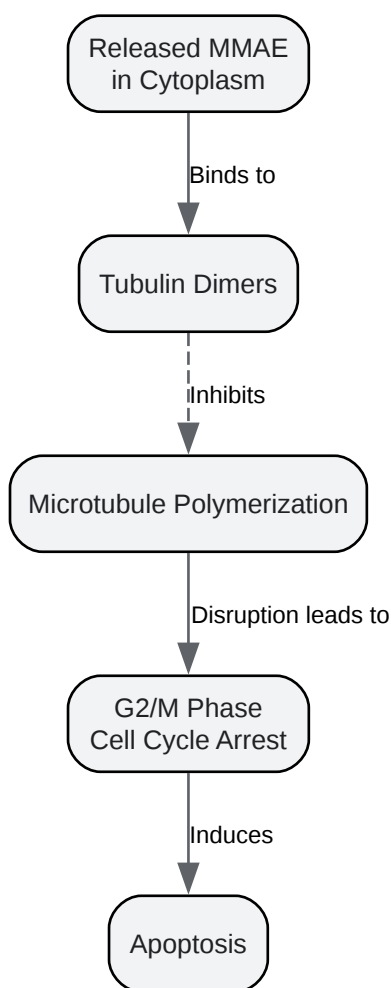 Released MMAE
in Cytoplasm
Binds to
Tubulin Dimers
Inhibits
Microtubule Polymerization
Disruption leads to
G2/M Phase
Cell Cycle Arrest
Induces
Apoptosis